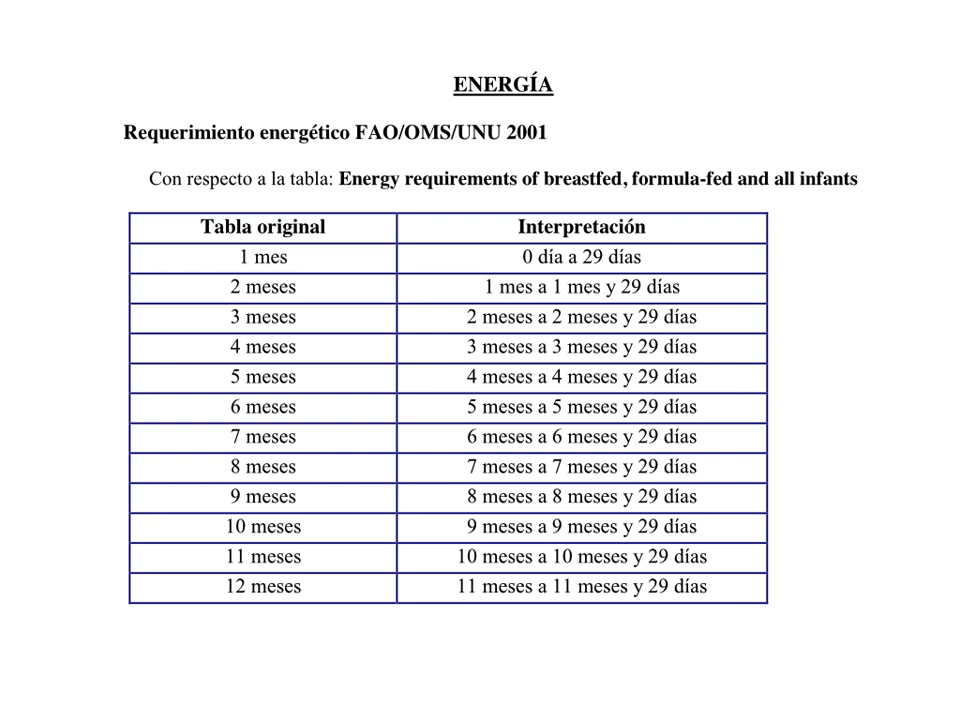 ENERGÍA
Requerimiento energético FAO/OMS/UNU 2001
Con respecto a la tabla: Energy requirements of breastfed, formula-fed and all infants
Tabla original Interpretación
1 mes 0 día a 29 días
2 meses 1 mes a 1 mes y 29 días
3 meses 2 meses a 2 meses y 29 días
4 meses 3 meses a 3 meses y 29 días
5 meses 4 meses a 4 meses y 29 días
6 meses 5 meses a 5 meses y 29 días
7 meses 6 meses a 6 meses y 29 días
8 meses 7 meses a 7 meses y 29 días
9 meses 8 meses a 8 meses y 29 días
10 meses 9 meses a 9 meses y 29 días
11 meses 10 meses a 10 meses y 29 días
12 meses 11 meses a 11 meses y 29 días